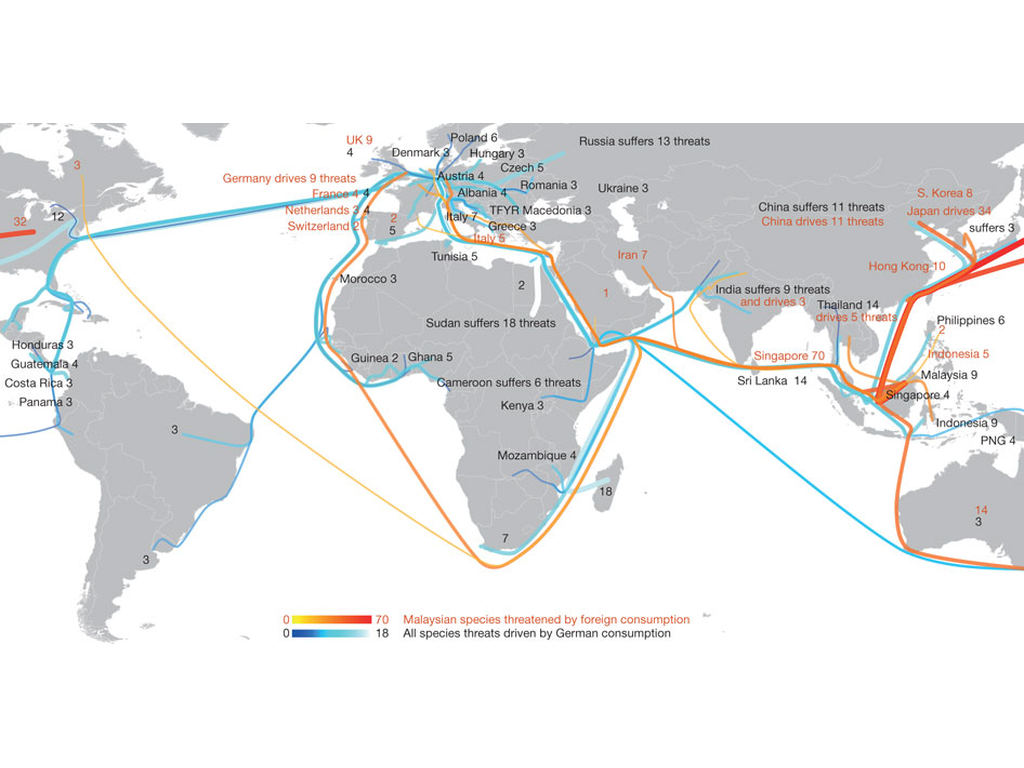 UK 9
4
Poland 6
Denmark 3
Hungary 3
Russia suffers 13 threats
Czech 5
3
Germany drives 9 threats
Austria 4
Romania 3
Ukraine 3
France 4 4
Albania 4
S. Korea 8
Netherlands 3 4
TFYR Macedonia 3
China suffers 11 threats
Japan drives 34
12
32
Switzerland 2
2
5
Italy 7
Greece 3
China drives 11 threats
suffers 3
Italy 5
Tunisia 5
Iran 7
Hong Kong 10
Morocco 3
2
1
India suffers 9 threats
and drives 3
Thailand 14
drives 5 threats
Sudan suffers 18 threats
Philippines 6
2
Honduras 3
Guinea 2
Ghana 5
Singapore 70
Indonesia 5
Guatemala 4
Malaysia 9
Costa Rica 3
Cameroon suffers 6 threats
Sri Lanka 14
Singapore 4
Panama 3
Kenya 3
Indonesia 9
3
PNG 4
Mozambique 4
18
14
3
7
3
0 70 Malaysian species threatened by foreign consumption
0 18 All species threats driven by German consumption